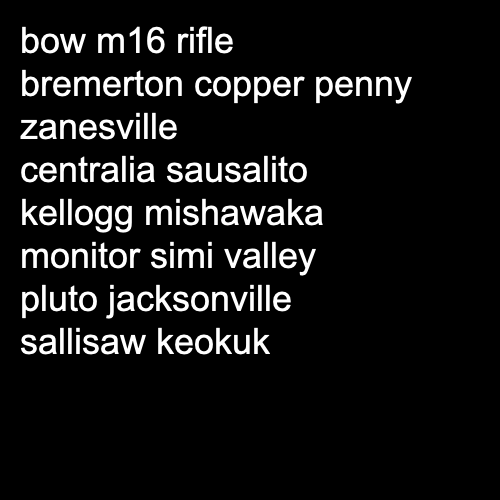 bow m16 rifle
bremerton copper penny
zanesville
centralia sausalito
kellogg mishawaka
monitor simi valley
pluto jacksonville
sallisaw keokuk